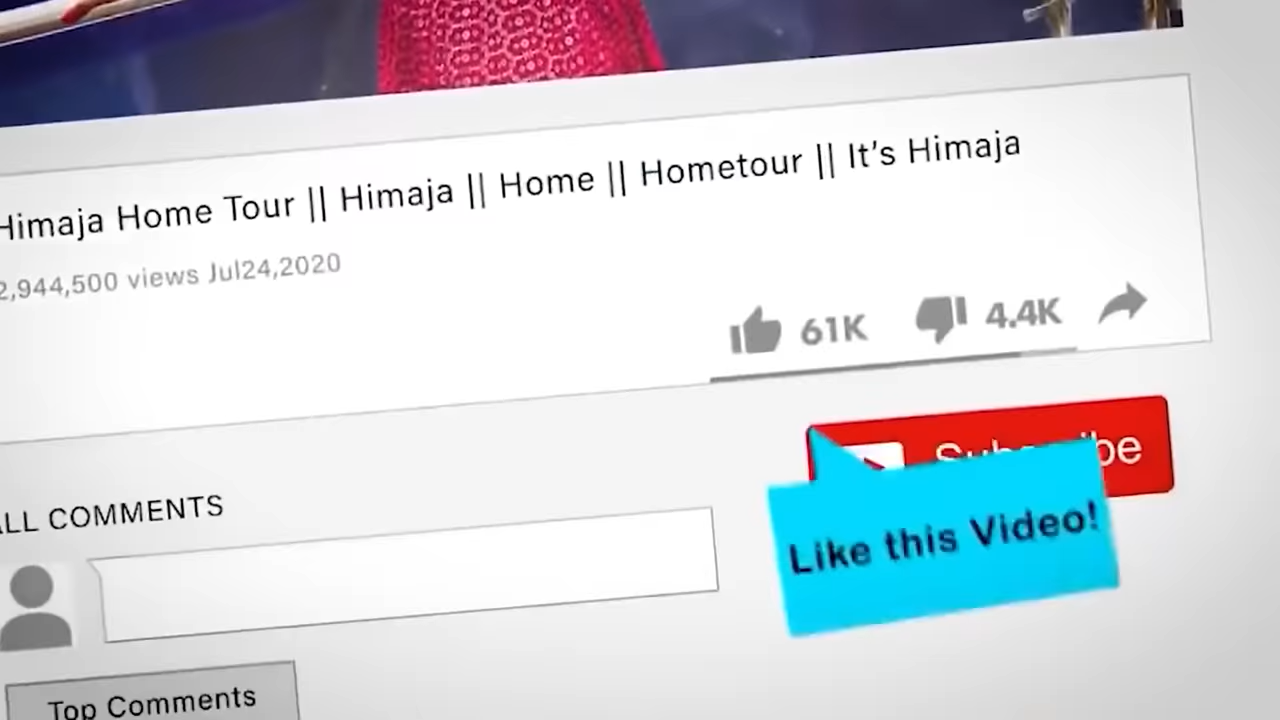 Himaja Home Tour || Himaja || Home || Hometour || It's Himaja
2,944,500 views Jul24,2020
61K 4.4K
Subscribe
Like this Video!
ALL COMMENTS
Top Comments